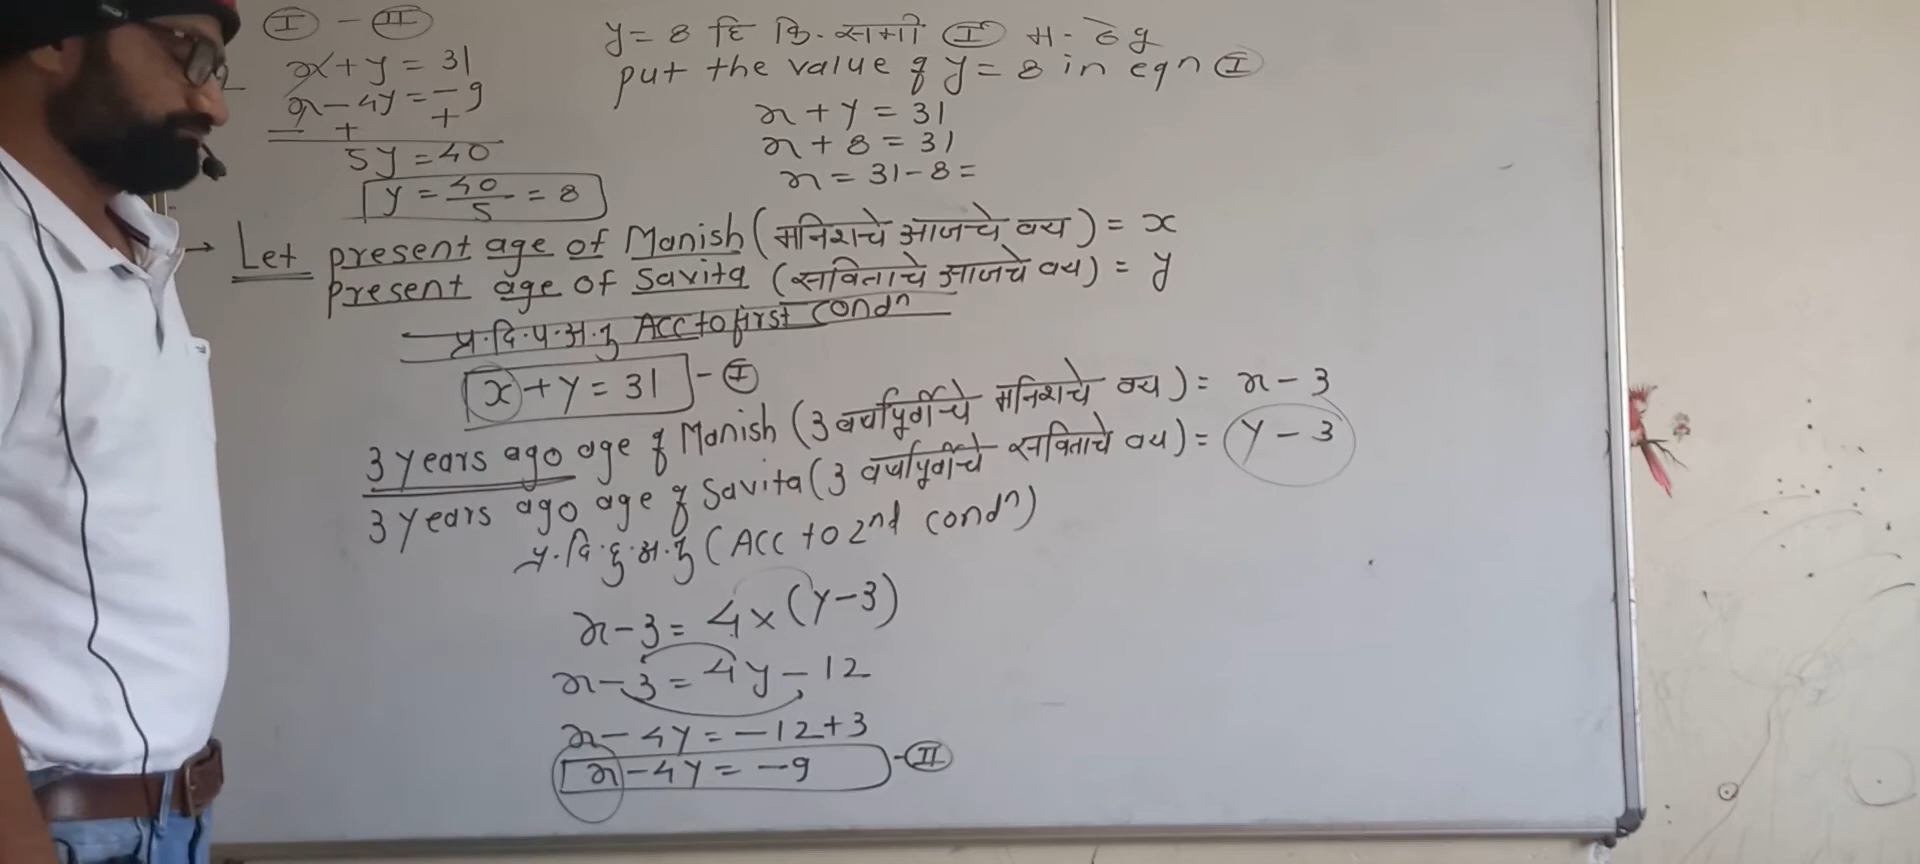 I - II
x + y = 31
x - 4y = -9
- + +
5y = 40
y = 40/5 = 8
y = 8 हि कि. समी I म. ठेवू
put the value of y = 8 in eqn I
x + y = 31
x + 8 = 31
x = 31 - 8 =
→ Let present age of Manish (मनिशचे आजचे वय) = x
Present age of Savita (सविताचे आजचे वय) = y
प्र.दि.प.अ.नु Acc to first condn
x + y = 31 - I
3 years ago age of Manish (3 वर्षापूर्वीचे मनिशचे वय) = x - 3
3 years ago age of Savita (3 वर्षापूर्वीचे सविताचे वय) = y - 3
प्र.दि.दु.अ.नु (Acc to 2nd condn)
x - 3 = 4 × (y - 3)
x - 3 = 4y - 12
x - 4y = -12 + 3
x - 4y = -9 - II